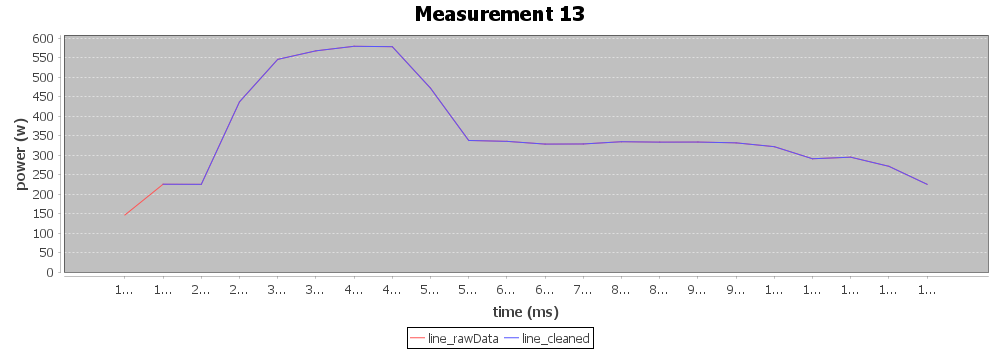 Measurement 13
600
550
500
450
400
350
300
250
200
150
100
50
0
power (w)
1... 1... 2... 2... 3... 3... 4... 4... 5... 5... 6... 6... 7... 8... 8... 9... 9... 1... 1... 1... 1... 1...
time (ms)
line_rawData line_cleaned